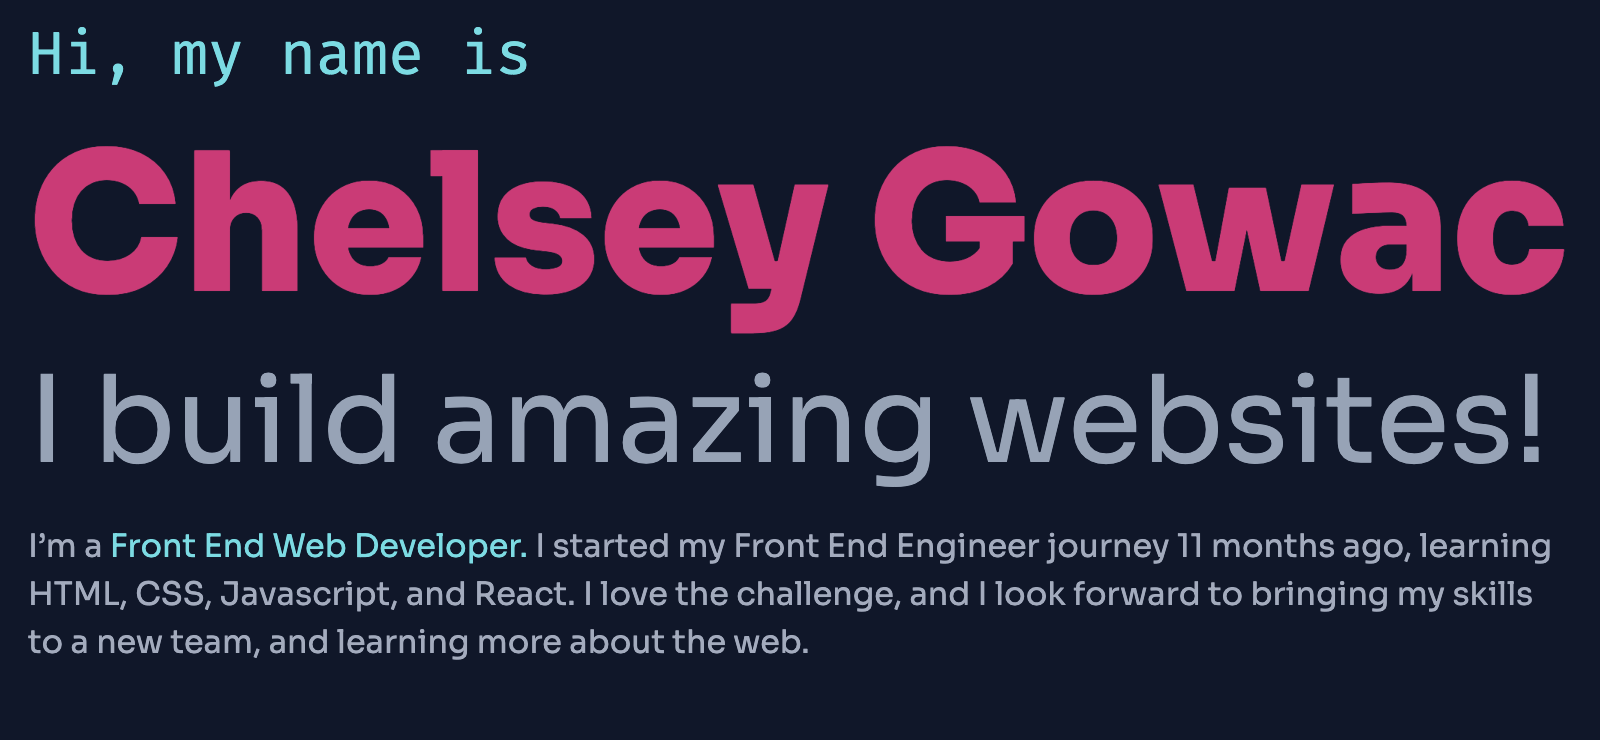 Hi, my name is
Chelsey Gowac
I build amazing websites!
I’m a Front End Web Developer. I started my Front End Engineer journey 11 months ago, learning
HTML, CSS, Javascript, and React. I love the challenge, and I look forward to bringing my skills
to a new team, and learning more about the web.